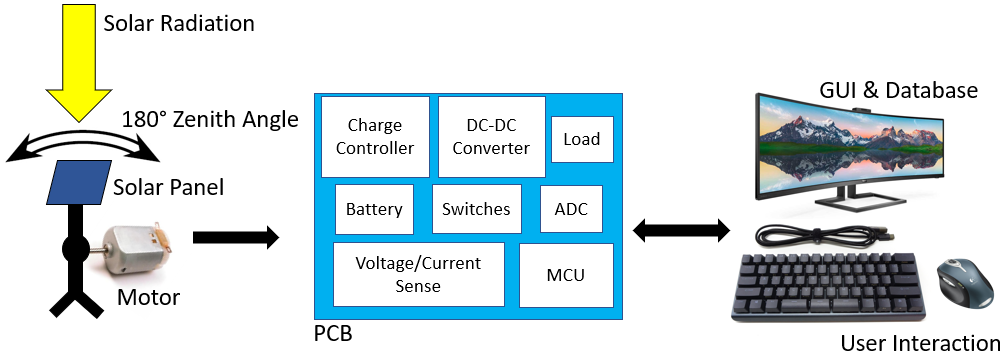 Solar Radiation
180° Zenith Angle
Solar Panel
Motor
Charge
Controller
DC-DC
Converter
Load
Battery
Switches
ADC
Voltage/Current
Sense
MCU
PCB
GUI & Database
User Interaction